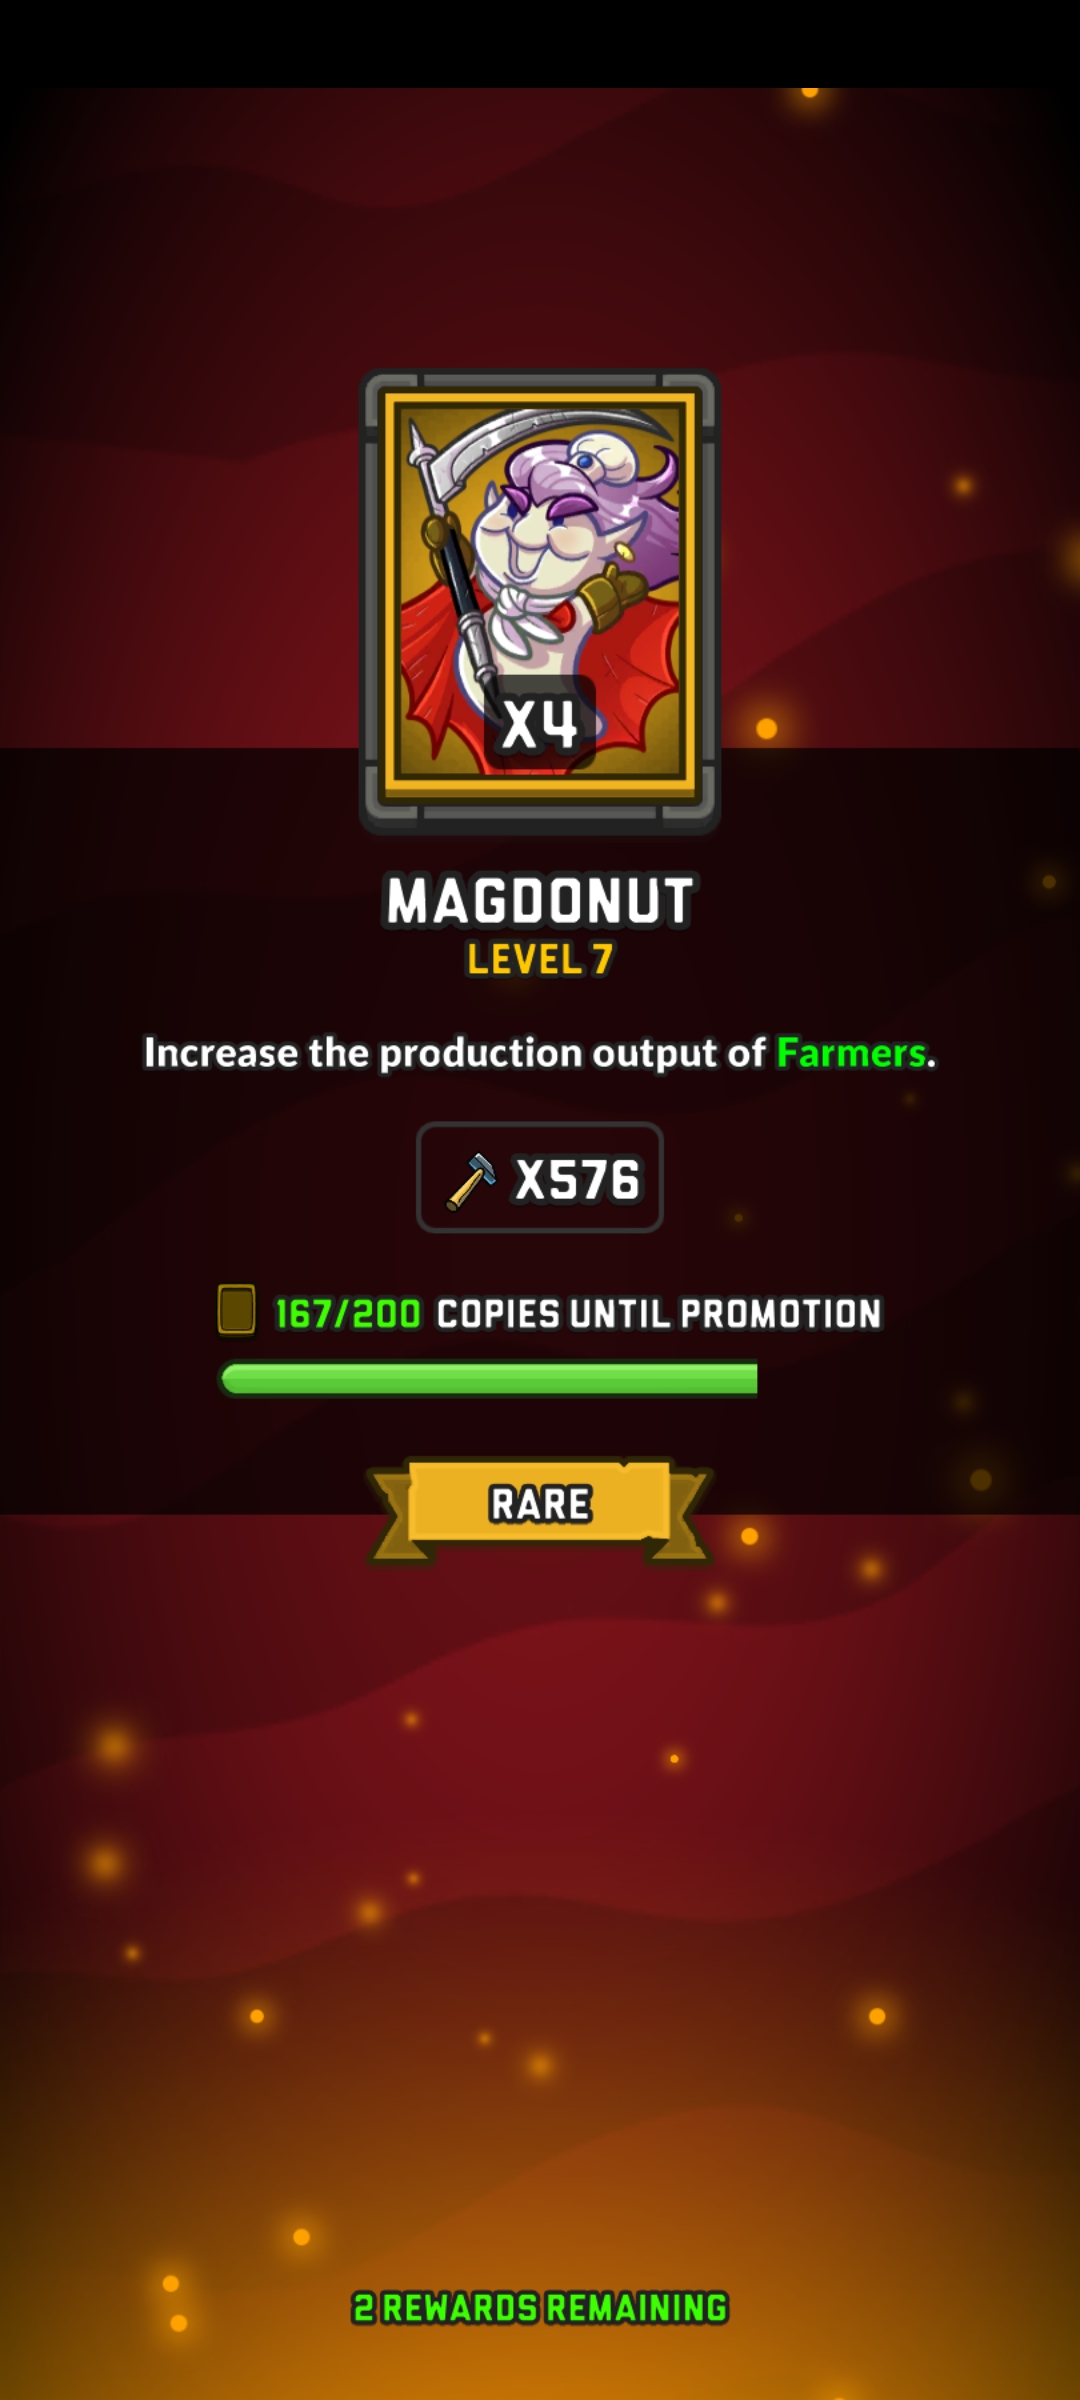 X4
MAGDONUT
LEVEL 7
Increase the production output of Farmers.
X576
167/200 COPIES UNTIL PROMOTION
RARE
2 REWARDS REMAINING